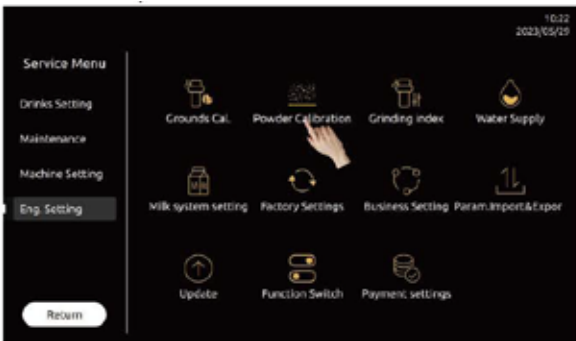 10:22
2023/05/29
Service Menu
Drinks Setting
Maintenance
Machine Setting
Eng. Setting
Return
Grounds Cal.
Powder Calibration
Grinding index
Water Supply
Milk system setting
Factory Settings
Business Setting
Param.Import&Expor
Update
Function Switch
Payment settings